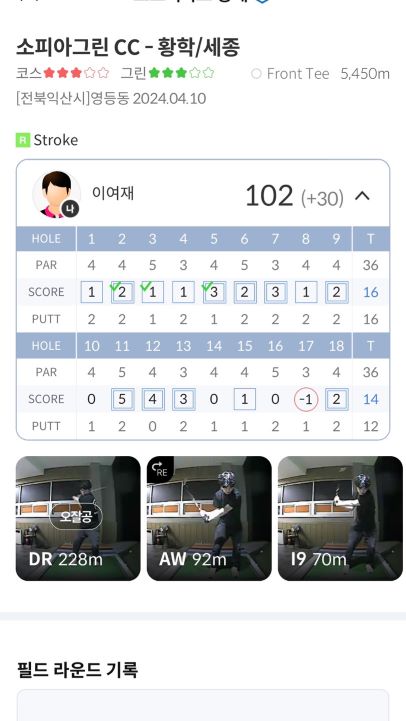 소피아그린 CC - 황학/세종
코스★★★☆☆ 그린★★★☆☆ Front Tee 5,450m
[전북익산시]영등동 2024.04.10
R Stroke
나 이여재 102 (+30)
HOLE 1 2 3 4 5 6 7 8 9 T
PAR 4 4 5 3 4 5 3 4 4 36
SCORE 1 2 1 1 3 2 3 1 2 16
PUTT 2 2 1 2 1 2 2 2 2 16
HOLE 10 11 12 13 14 15 16 17 18 T
PAR 4 5 4 3 4 4 5 3 4 36
SCORE 0 5 4 3 0 1 0 -1 2 14
PUTT 1 2 0 2 1 1 2 1 2 12
RE
오잘공
DR 228m AW 92m I9 70m
필드 라운드 기록